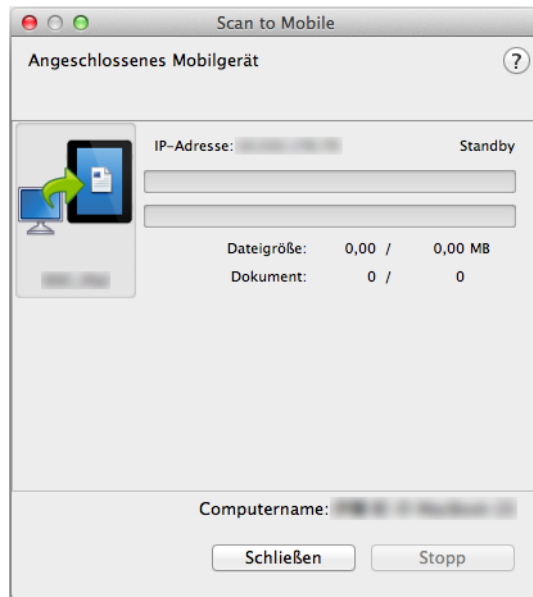 Scan to Mobile
Angeschlossenes Mobilgerät
?
IP-Adresse: Standby
Dateigröße: 0,00 / 0,00 MB
Dokument: 0 / 0
Computername:
Schließen Stopp